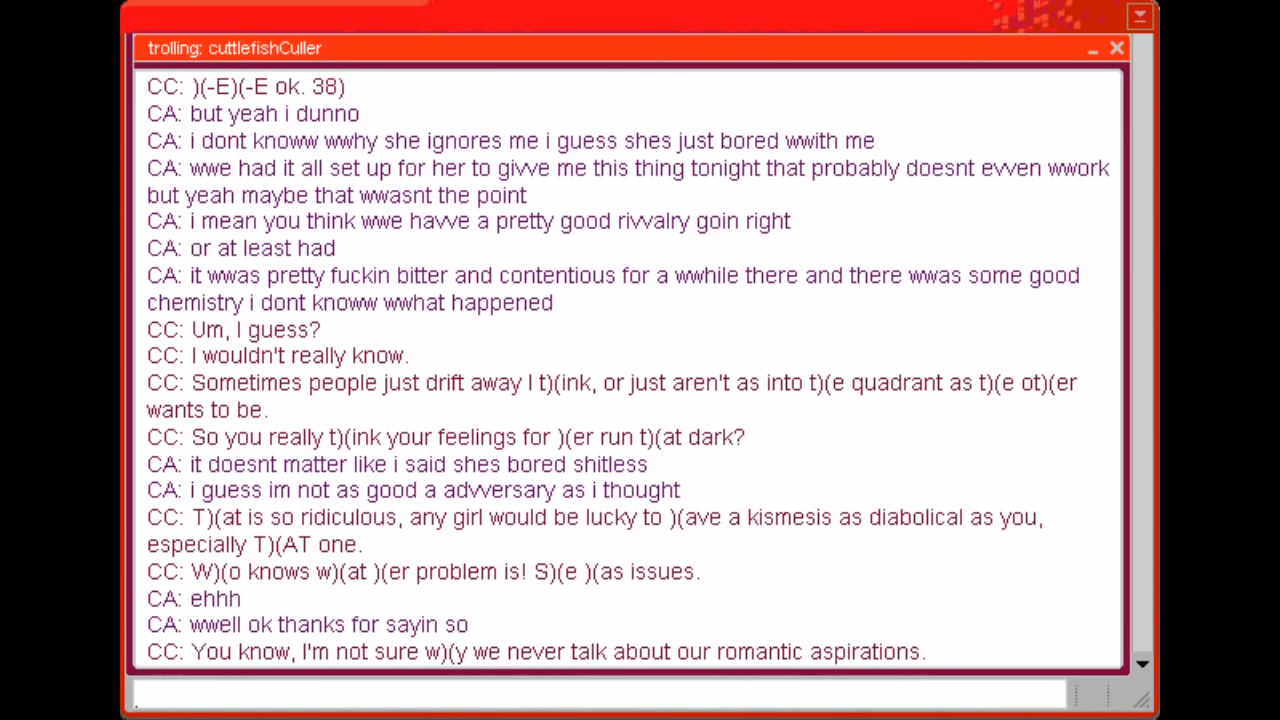 trolling: cuttlefishCuller
CC: )(-E)(-E ok. 38)
CA: but yeah i dunno
CA: i dont knoww wwhy she ignores me i guess shes just bored wwith me
CA: wwe had it all set up for her to givve me this thing tonight that probably doesnt evven wwork
but yeah maybe that wwasnt the point
CA: i mean you think wwe havve a pretty good rivvalry goin right
CA: or at least had
CA: it wwas pretty fuckin bitter and contentious for a wwhile there and there wwas some good
chemistry i dont knoww wwhat happened
CC: Um, I guess?
CC: I wouldn't really know.
CC: Sometimes people just drift away I t)(ink, or just aren't as into t)(e quadrant as t)(e ot)(er
wants to be.
CC: So you really t)(ink your feelings for )(er run t)(at dark?
CA: it doesnt matter like i said shes bored shitless
CA: i guess im not as good a advversary as i thought
CC: T)(at is so ridiculous, any girl would be lucky to )(ave a kismesis as diabolical as you,
especially T)(AT one.
CC: W)(o knows w)(at )(er problem is! S)(e )(as issues.
CA: ehhh
CA: wwell ok thanks for sayin so
CC: You know, I'm not sure w)(y we never talk about our romantic aspirations.